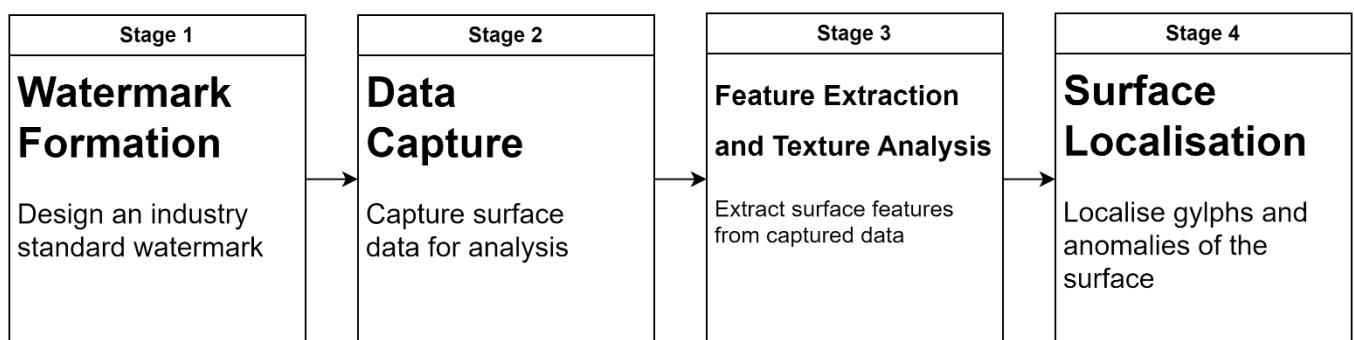 Stage 1
Watermark
Formation
Design an industry
standard watermark
Stage 2
Data
Capture
Capture surface
data for analysis
Stage 3
Feature Extraction
and Texture Analysis
Extract surface features
from captured data
Stage 4
Surface
Localisation
Localise gylphs and
anomalies of the
surface